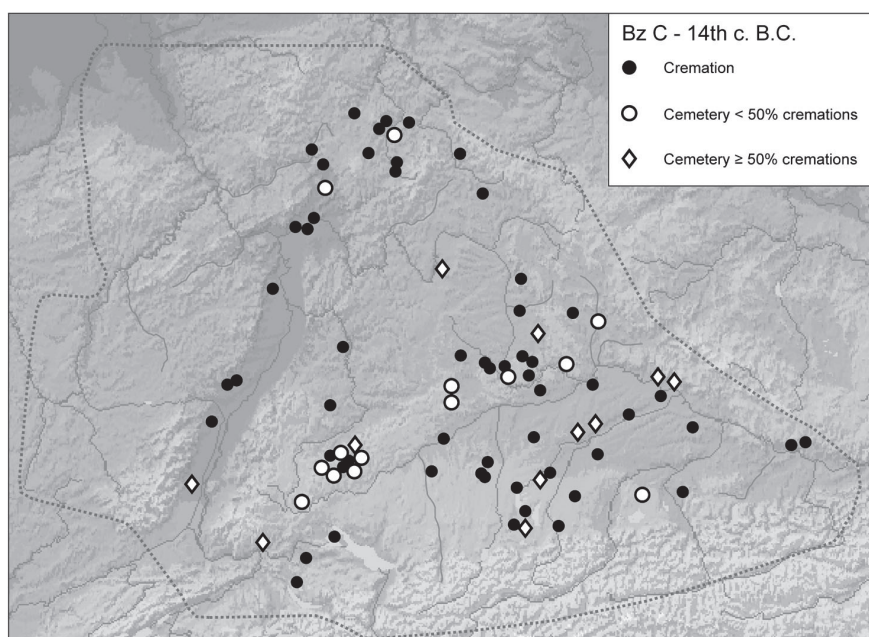 Bz C - 14th c. B.C.
Cremation
Cemetery < 50% cremations
Cemetery ≥ 50% cremations